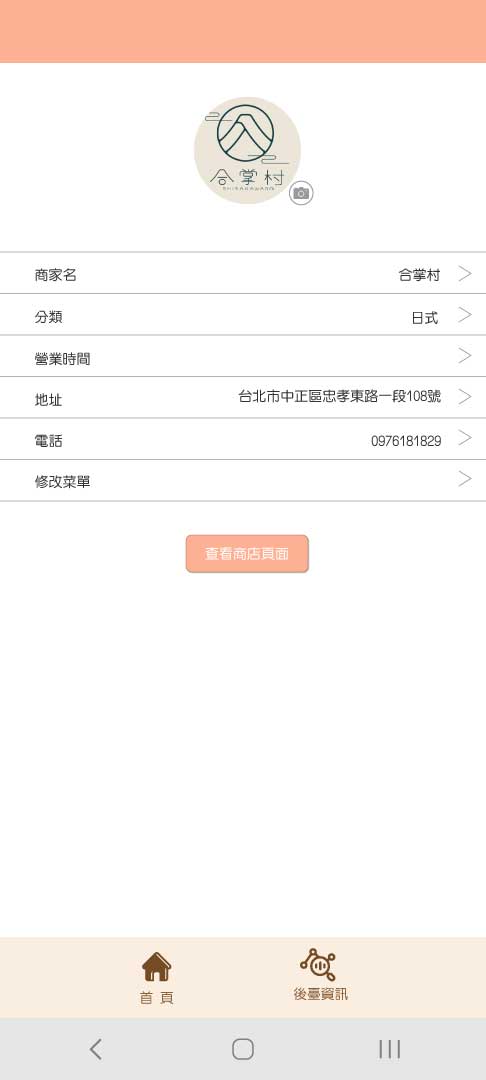 合掌村
SHIRAKAWAGO
商家名 合掌村
分類 日式
營業時間
地址 台北市中正區忠孝東路一段108號
電話 0976181829
修改菜單
查看商店頁面
首頁 後臺資訊